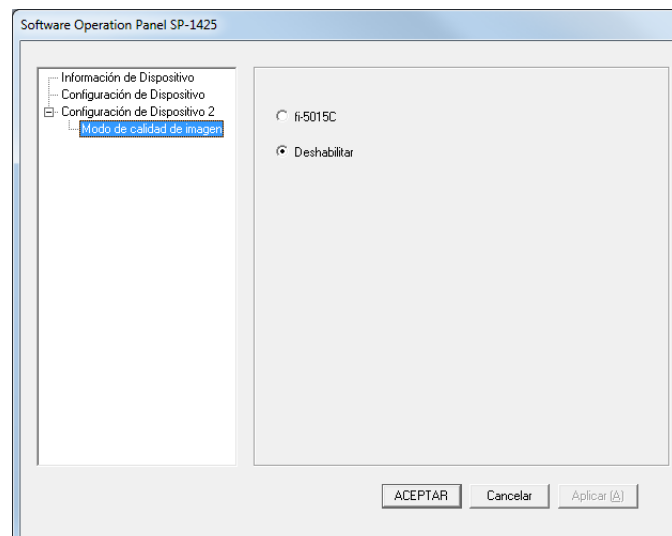 Software Operation Panel SP-1425
Información de Dispositivo
Configuración de Dispositivo
Configuración de Dispositivo 2
Modo de calidad de imagen
fi-5015C
Deshabilitar
ACEPTAR
Cancelar
Aplicar (A)